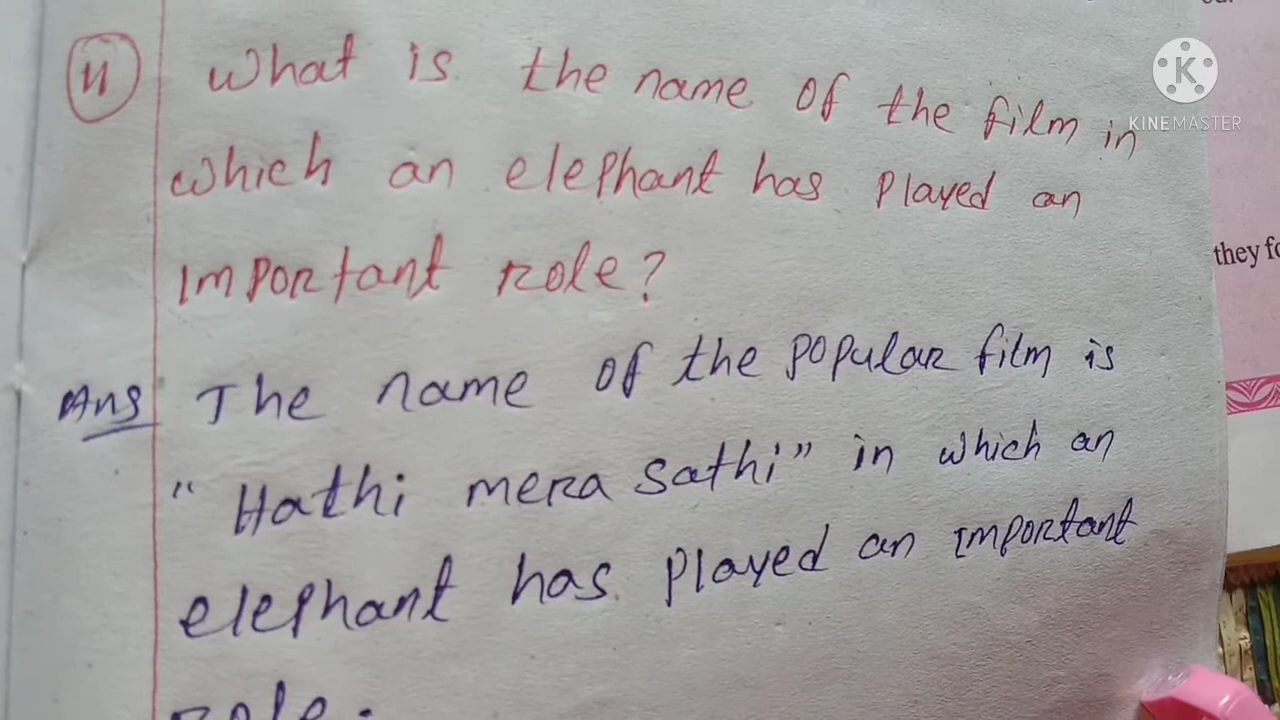 11 What is the name of the film in
which an elephant has played an
important role?
Ans The name of the popular film is
"Hathi mera sathi" in which an
elephant has played an important
role.
K
KINEMASTER
they fo